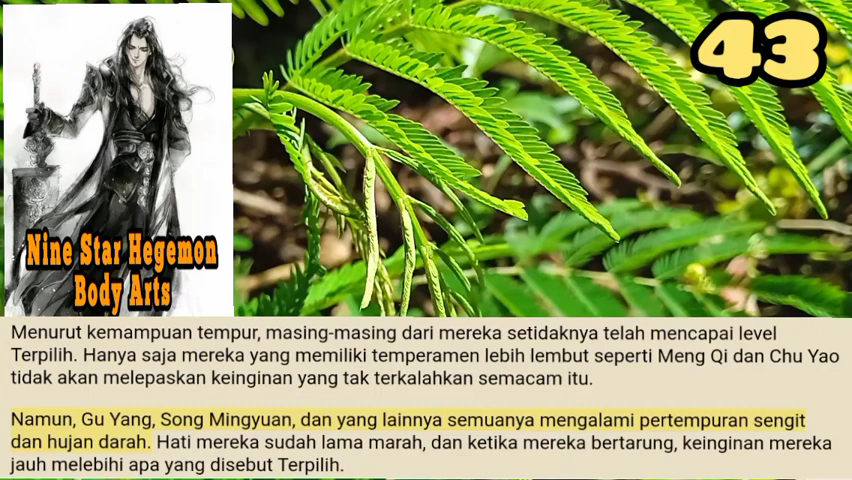 43
Nine Star Hegemon
Body Arts
Menurut kemampuan tempur, masing-masing dari mereka setidaknya telah mencapai level
Terpilih. Hanya saja mereka yang memiliki temperamen lebih lembut seperti Meng Qi dan Chu Yao
tidak akan melepaskan keinginan yang tak terkalahkan semacam itu.
Namun, Gu Yang, Song Mingyuan, dan yang lainnya semuanya mengalami pertempuran sengit
dan hujan darah. Hati mereka sudah lama marah, dan ketika mereka bertarung, keinginan mereka
jauh melebihi apa yang disebut Terpilih.